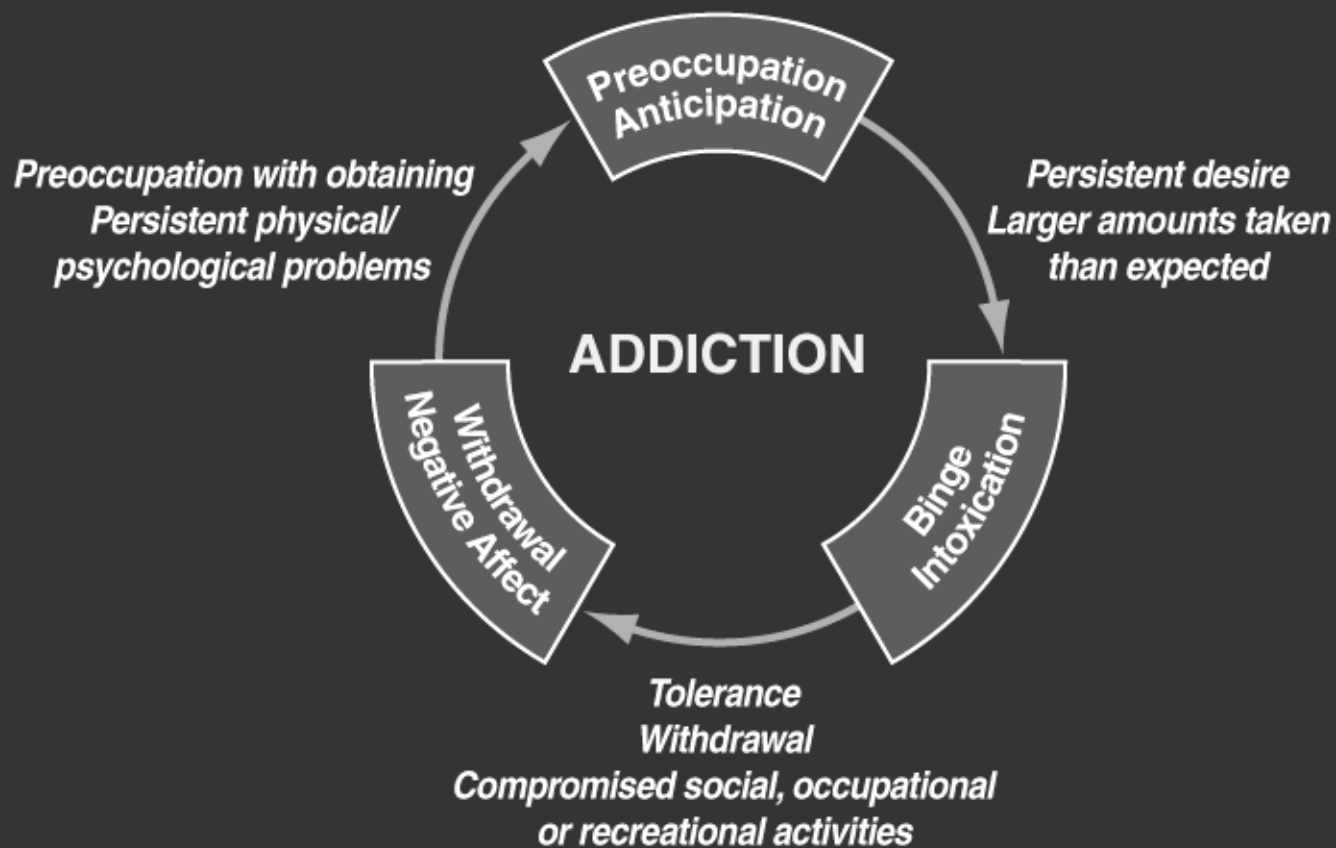 Preoccupation
Anticipation
Preoccupation with obtaining
Persistent physical/
psychological problems
Persistent desire
Larger amounts taken
than expected
ADDICTION
Withdrawal
Negative Affect
Binge
Intoxication
Tolerance
Withdrawal
Compromised social, occupational
or recreational activities